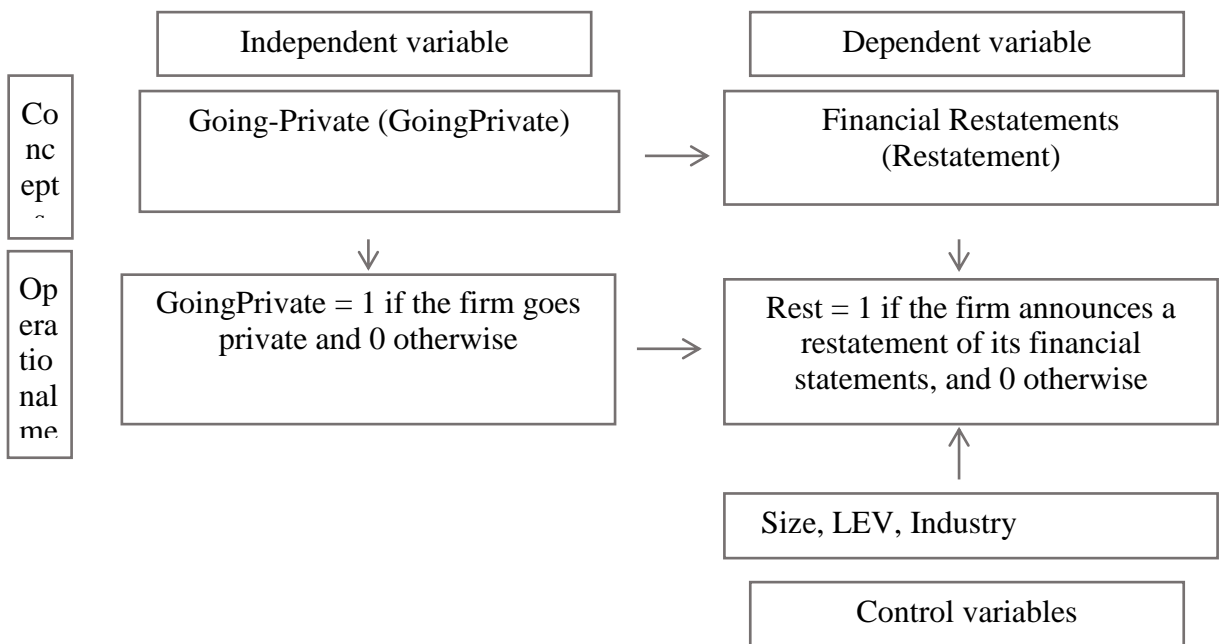 Independent variable
Dependent variable
Co
nc
ept
Going-Private (GoingPrivate)
Financial Restatements
(Restatement)
Op
era
tio
nal
me
GoingPrivate = 1 if the firm goes
private and 0 otherwise
Rest = 1 if the firm announces a
restatement of its financial
statements, and 0 otherwise
Size, LEV, Industry
Control variables